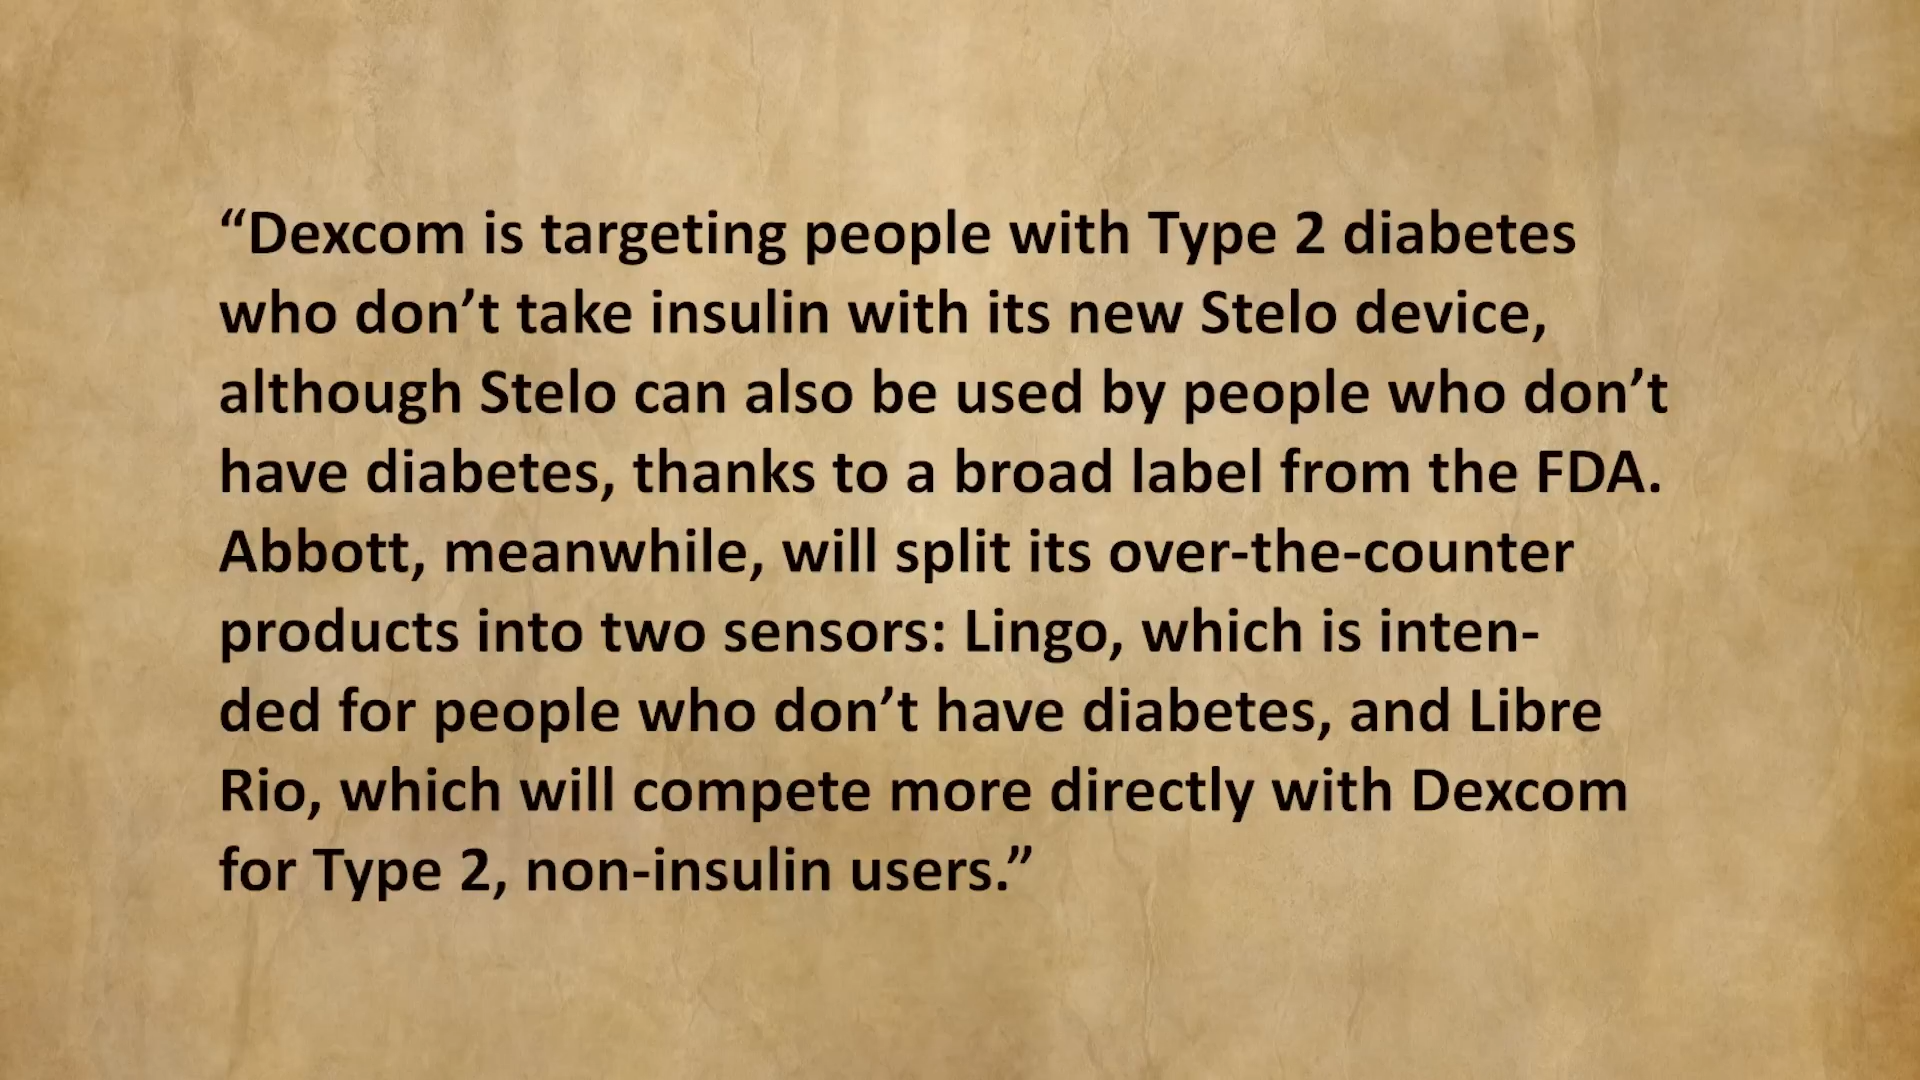 “Dexcom is targeting people with Type 2 diabetes
who don’t take insulin with its new Stelo device,
although Stelo can also be used by people who don’t
have diabetes, thanks to a broad label from the FDA.
Abbott, meanwhile, will split its over-the-counter
products into two sensors: Lingo, which is inten-
ded for people who don’t have diabetes, and Libre
Rio, which will compete more directly with Dexcom
for Type 2, non-insulin users.”